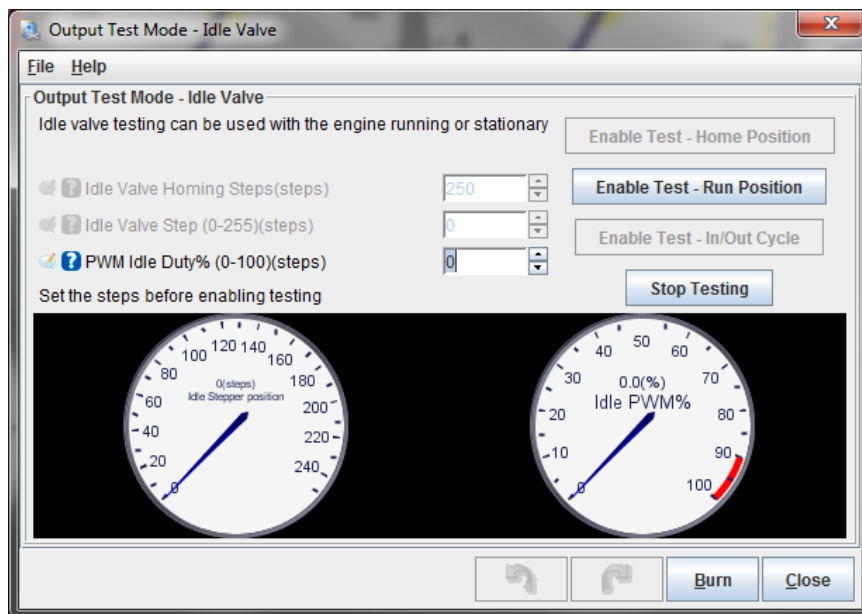 Output Test Mode - Idle Valve
File Help
Output Test Mode - Idle Valve
Idle valve testing can be used with the engine running or stationary
Enable Test - Home Position
Idle Valve Homing Steps(steps)
250
Enable Test - Run Position
Idle Valve Step (0-255)(steps)
0
Enable Test - In/Out Cycle
PWM Idle Duty% (0-100)(steps)
0
Set the steps before enabling testing
Stop Testing
0 20 40 60 80 100 120 140 160 180 200 220 240
0(steps)
Idle Stepper position
0 10 20 30 40 50 60 70 80 90 100
0.0(%)
Idle PWM%
Burn
Close